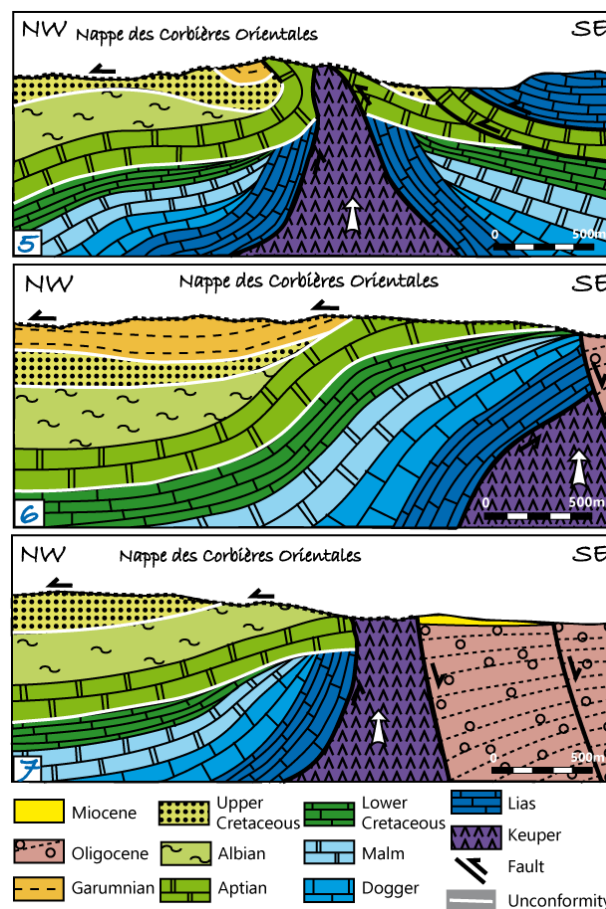 NW Nappe des Corbières Orientales SE
5
0 500m
NW Nappe des Corbières Orientales SE
6
0 500m
NW Nappe des Corbières Orientales SE
7
0 500m
Miocene
Oligocene
Garumnian
Upper
Cretaceous
Albian
Aptian
Lower
Cretaceous
Malm
Dogger
Lias
Keuper
Fault
Unconformity